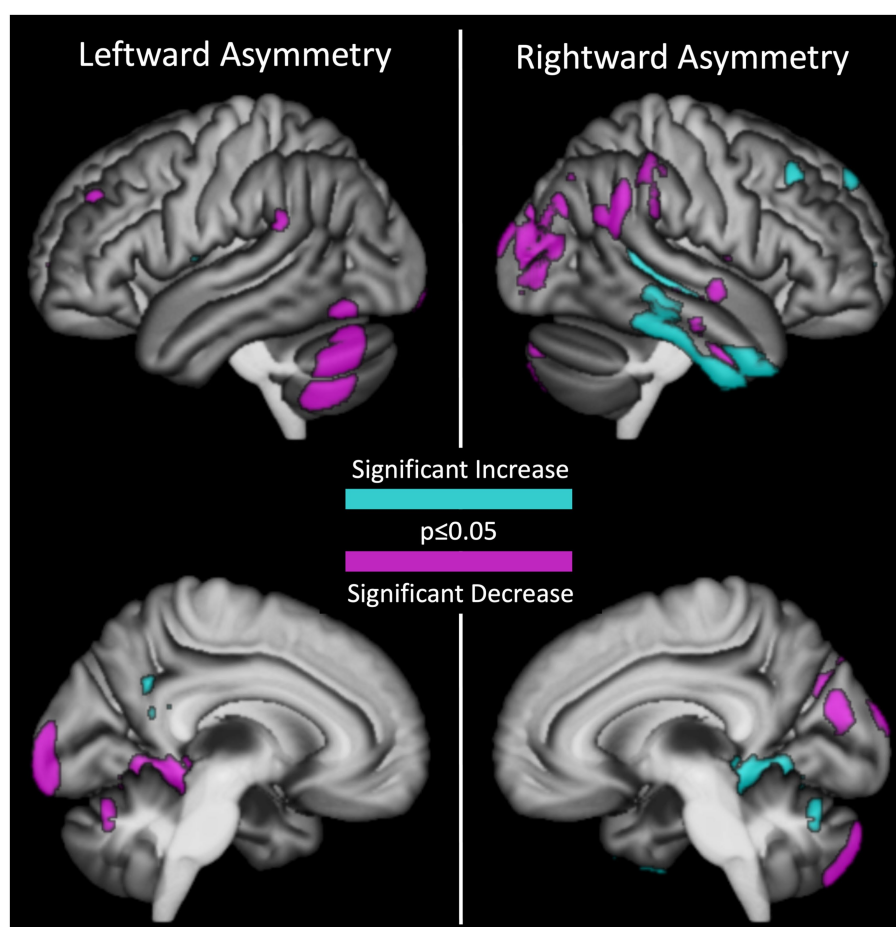 Leftward Asymmetry
Rightward Asymmetry
Significant Increase
p≤0.05
Significant Decrease